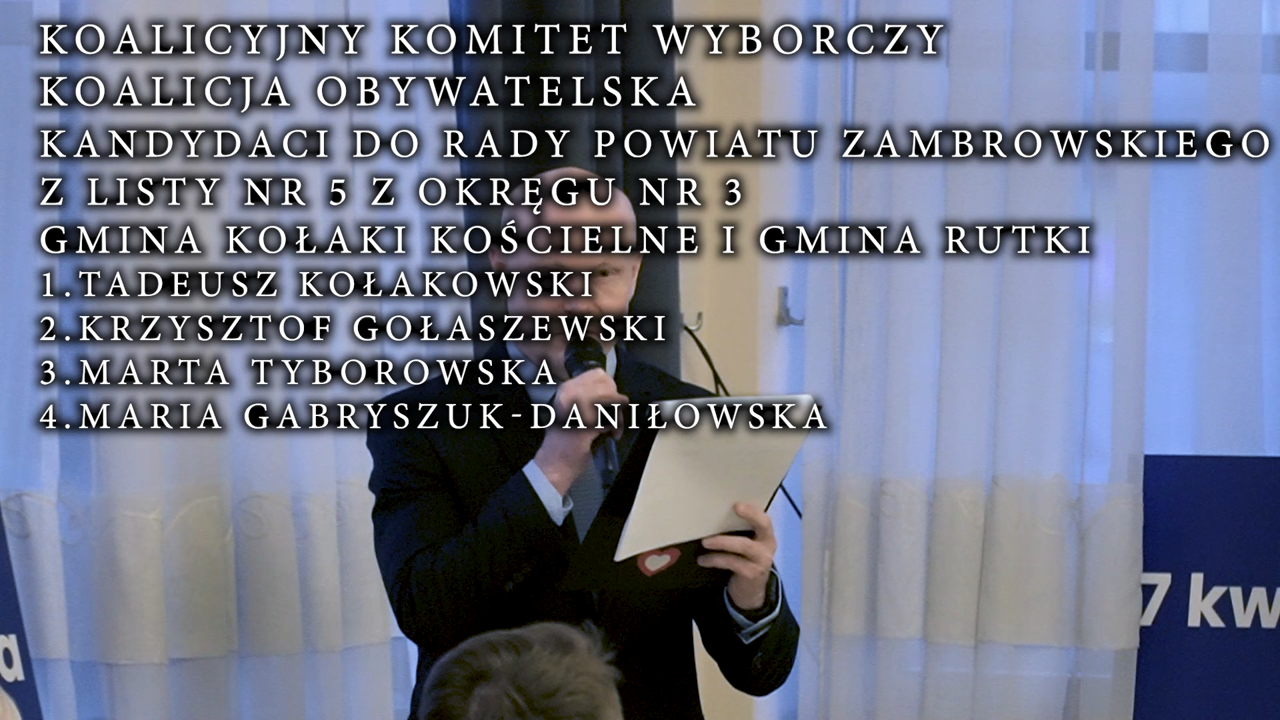 KOALICYJNY KOMITET WYBORCZY
KOALICJA OBYWATELSKA
KANDYDACI DO RADY POWIATU ZAMBROWSKIEGO
Z LISTY NR 5 Z OKRĘGU NR 3
GMINA KOŁAKI KOŚCIELNE I GMINA RUTKI
1.TADEUSZ KOŁAKOWSKI
2.KRZYSZTOF GOŁASZEWSKI
3.MARTA TYBOROWSKA
4.MARIA GABRYSZUK-DANIŁOWSKA
7 kw
a